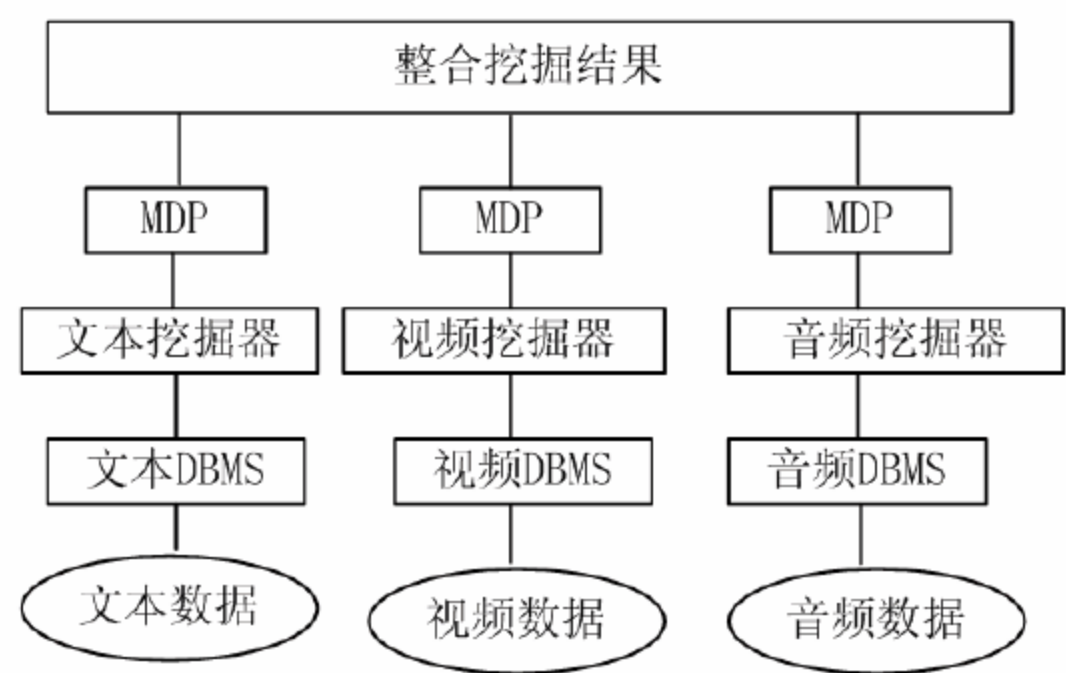 整合挖掘结果
MDP
MDP
MDP
文本挖掘器
视频挖掘器
音频挖掘器
文本DBMS
视频DBMS
音频DBMS
文本数据
视频数据
音频数据